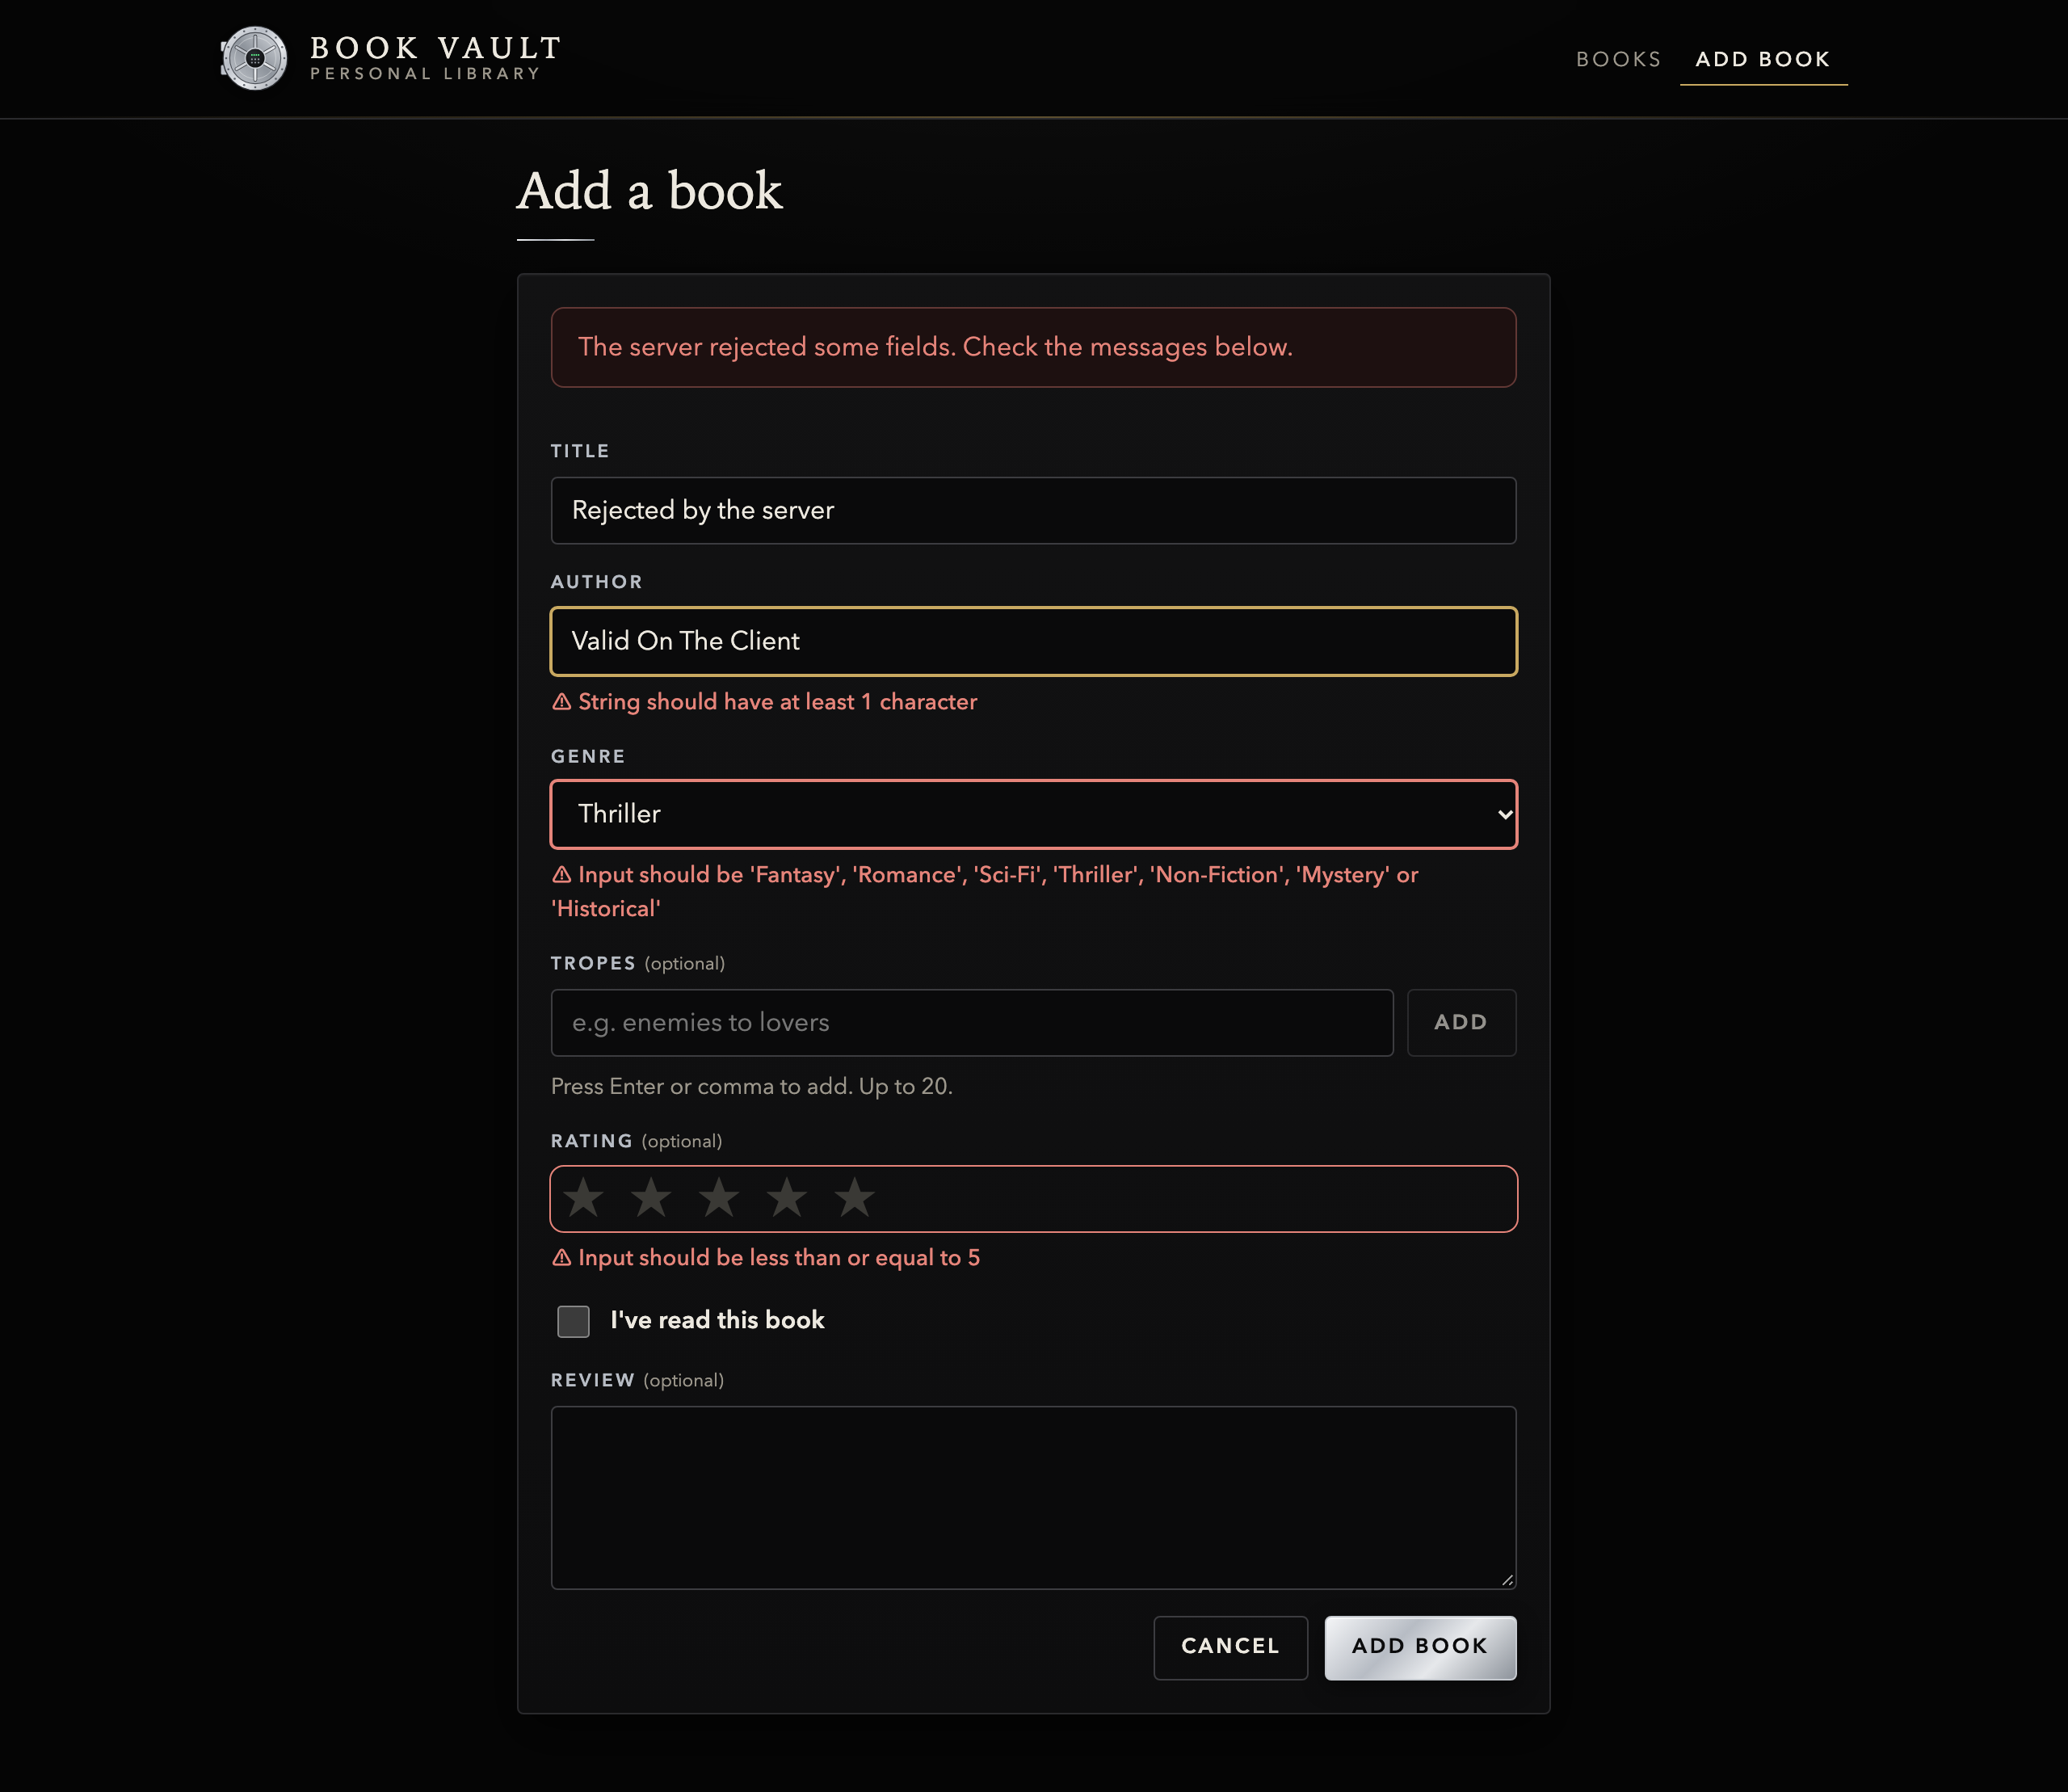 BOOK VAULT
PERSONAL LIBRARY
BOOKS
ADD BOOK
Add a book
The server rejected some fields. Check the messages below.
TITLE
Rejected by the server
AUTHOR
Valid On The Client
String should have at least 1 character
GENRE
Thriller
Input should be 'Fantasy', 'Romance', 'Sci-Fi', 'Thriller', 'Non-Fiction', 'Mystery' or
'Historical'
TROPES (optional)
e.g. enemies to lovers
ADD
Press Enter or comma to add. Up to 20.
RATING (optional)
Input should be less than or equal to 5
I've read this book
REVIEW (optional)
CANCEL
ADD BOOK